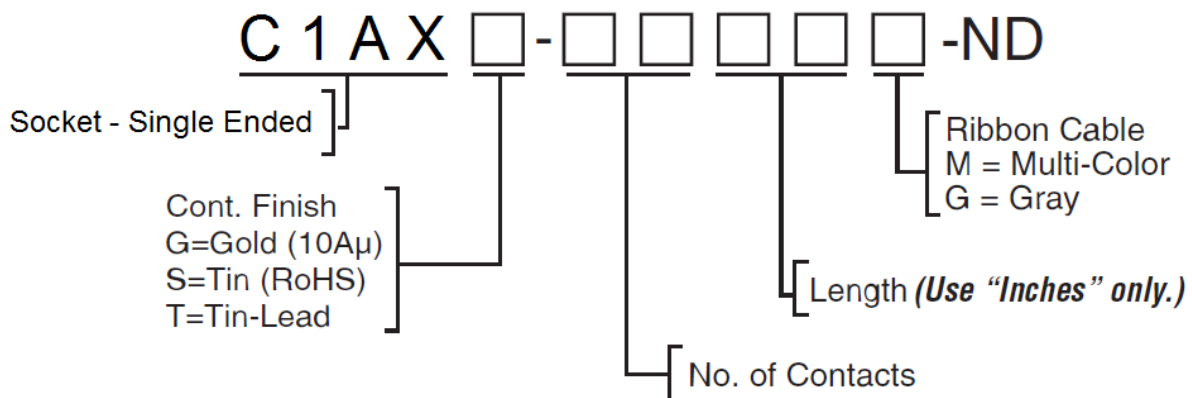 C 1 A X □ - □ □ □ □ □ -ND
Socket - Single Ended
Ribbon Cable
M = Multi-Color
G = Gray
Cont. Finish
G=Gold (10Aµ)
S=Tin (RoHS)
T=Tin-Lead
Length (Use “Inches” only.)
No. of Contacts